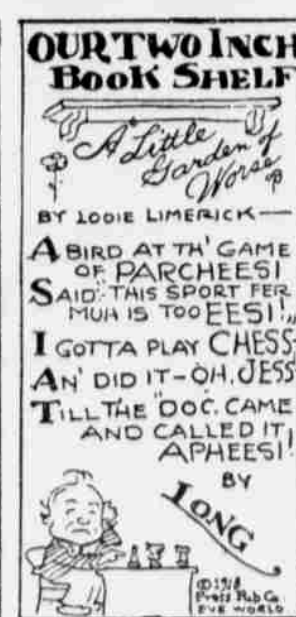 OUR TWO INCH
BOOK SHELF
A Little
Garden of
Worse
BY LODIE LIMERICK—
A BIRD AT TH' GAME
OF PARCHEESI
SAID:-THIS SPORT FER
MUH IS TOO EESI!„
I GOTTA PLAY CHESS-
AN' DID IT-OH, JESS
TILL THE "DOC. CAME
AND CALLED IT,
APHEESI!
BY
LONG
© 1918
Press Pub Co
EVE WORLD